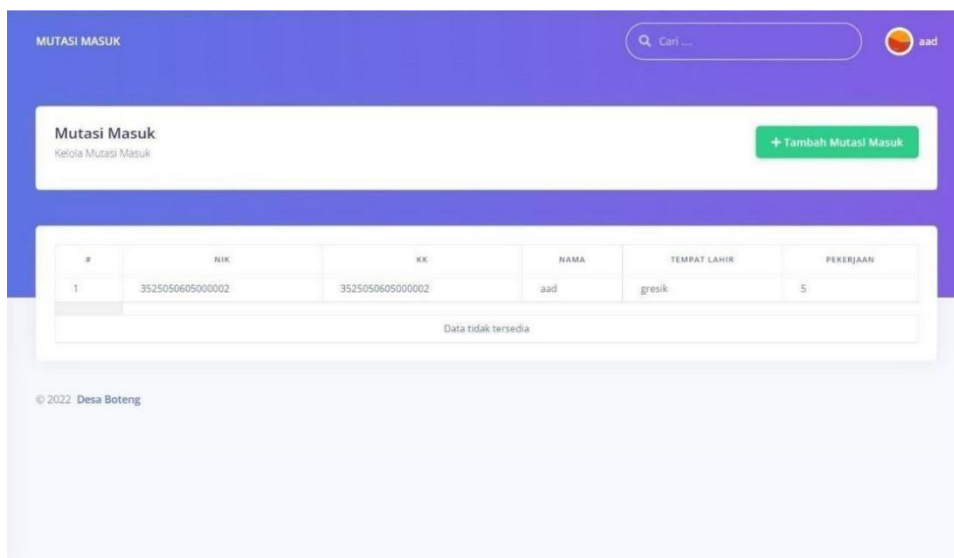 MUTASI MASUK
Cari ....
aad
Mutasi Masuk
Kelola Mutasi Masuk
+ Tambah Mutasi Masuk
# NIK KK NAMA TEMPAT LAHIR PEKERJAAN
1 3525050605000002 3525050605000002 aad gresik 5
Data tidak tersedia
© 2022 Desa Boteng